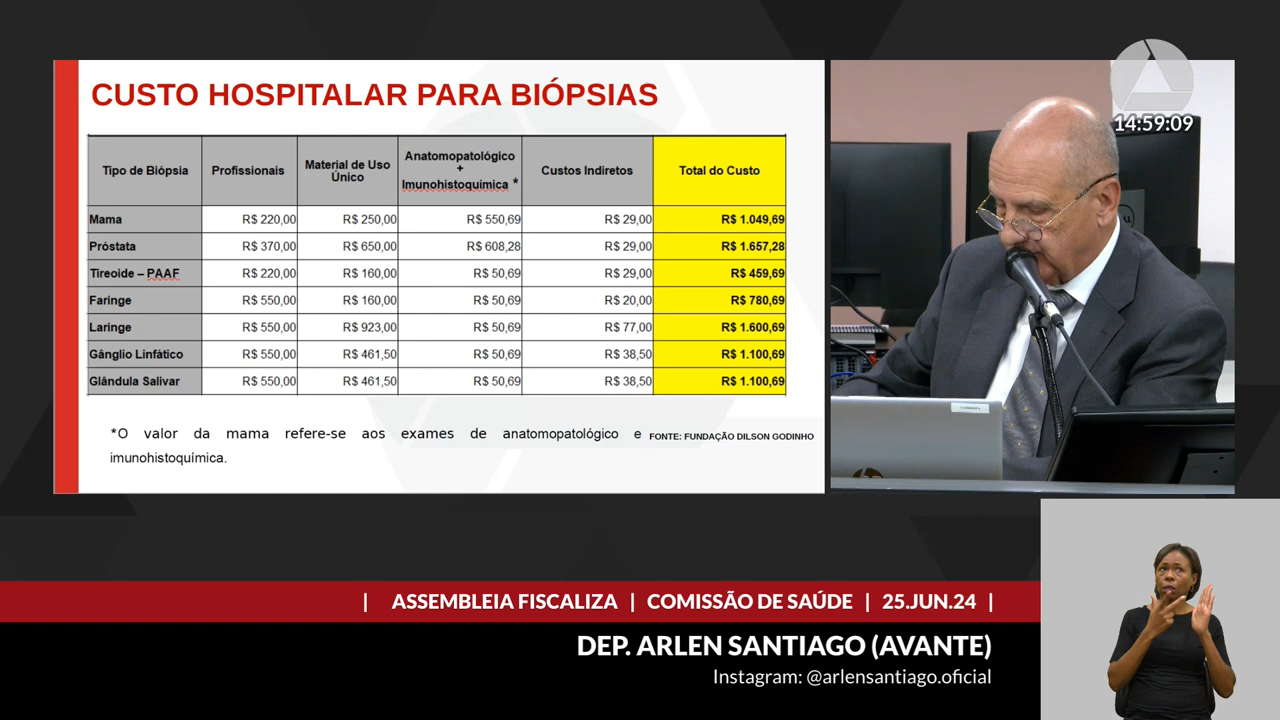 CUSTO HOSPITALAR PARA BIÓPSIAS
Tipo de Biópsia
Profissionais
Material de Uso
Único
Anatomopatológico
+
Imunohistoquímica *
Custos Indiretos
Total do Custo
Mama R$ 220,00 R$ 250,00 R$ 550,69 R$ 29,00 R$ 1.049,69
Próstata R$ 370,00 R$ 650,00 R$ 608,28 R$ 29,00 R$ 1.657,28
Tireoide – PAAF R$ 220,00 R$ 160,00 R$ 50,69 R$ 29,00 R$ 459,69
Faringe R$ 550,00 R$ 160,00 R$ 50,69 R$ 20,00 R$ 780,69
Laringe R$ 550,00 R$ 923,00 R$ 50,69 R$ 77,00 R$ 1.600,69
Gânglio Linfático R$ 550,00 R$ 461,50 R$ 50,69 R$ 38,50 R$ 1.100,69
Glândula Salivar R$ 550,00 R$ 461,50 R$ 50,69 R$ 38,50 R$ 1.100,69
*O valor da mama refere-se aos exames de anatomopatológico e
imunohistoquímica.
FONTE: FUNDAÇÃO DILSON GODINHO
14:59:09
| ASSEMBLEIA FISCALIZA | COMISSÃO DE SAÚDE | 25.JUN.24 |
DEP. ARLEN SANTIAGO (AVANTE)
Instagram: @arlensantiago.oficial